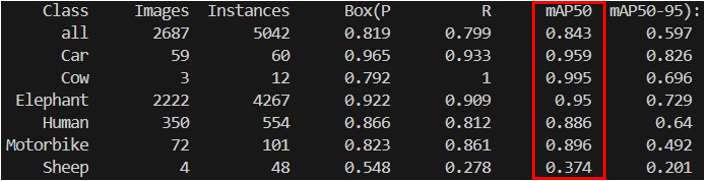 Class Images Instances Box(P R mAP50 mAP50-95):
all 2687 5042 0.819 0.799 0.843 0.597
Car 59 60 0.965 0.933 0.959 0.826
Cow 3 12 0.792 1 0.995 0.696
Elephant 2222 4267 0.922 0.909 0.95 0.729
Human 350 554 0.866 0.812 0.886 0.64
Motorbike 72 101 0.823 0.861 0.896 0.492
Sheep 4 48 0.548 0.278 0.374 0.201